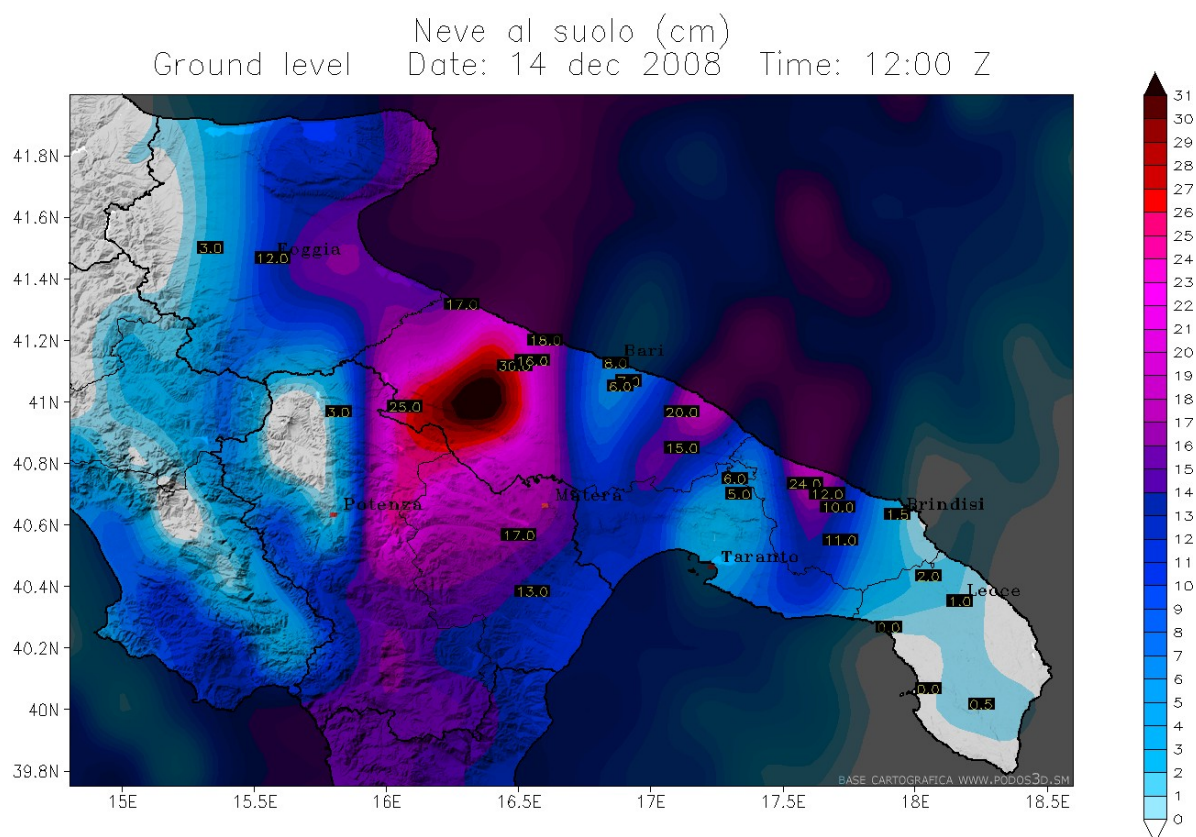 Neve al suolo (cm)
Ground level Date: 14 dec 2008 Time: 12:00 Z
31
30
29
28
27
26
25
24
23
22
21
20
19
18
17
16
15
14
13
12
11
10
9
8
7
6
5
4
3
2
1
0
41.8N
41.6N
41.4N
41.2N
41N
40.8N
40.6N
40.4N
40.2N
40N
39.8N
3.0
12.0 Foggia
17.0
18.0
30.0 16.0
Bari
8.0
7.0
6.0
3.0
25.0
20.0
15.0
6.0
5.0
24.0
12.0
10.0
Potenza
Matera
1.5 Brindisi
17.0
11.0
Taranto
2.0
13.0
1.0 Lecce
0.0
0.0
0.5
BASE CARTOGRAFICA WWW.PODOS3D.SM
15E 15.5E 16E 16.5E 17E 17.5E 18E 18.5E